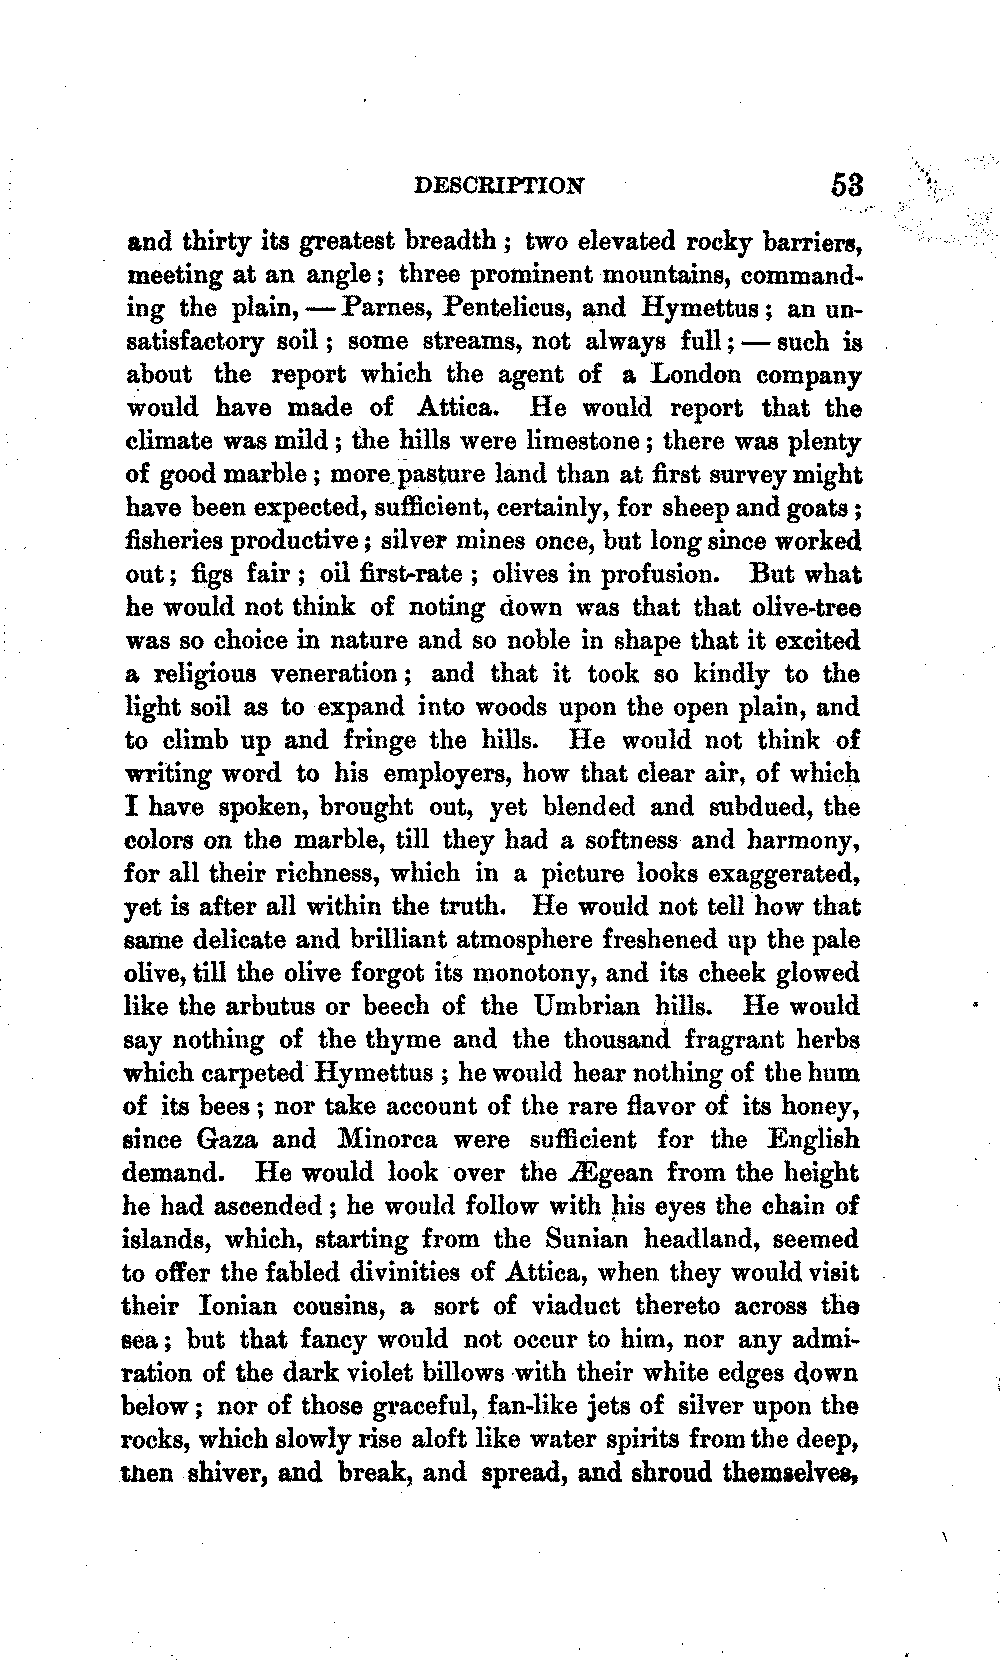 DESCRIPTION 53
and thirty its greatest breadth ; two elevated rocky barriers,
meeting at an angle ; three prominent mountains, command-
ing the plain, — Parnes, Pentelicus, and Hymettus ; an un-
satisfactory soil ; some streams, not always full ; — such is
about the report which the agent of a London company
would have made of Attica. He would report that the
climate was mild ; the hills were limestone ; there was plenty
of good marble ; more pasture land than at first survey might
have been expected, sufficient, certainly, for sheep and goats ;
fisheries productive ; silver mines once, but long since worked
out ; figs fair ; oil first-rate ; olives in profusion. But what
he would not think of noting down was that that olive-tree
was so choice in nature and so noble in shape that it excited
a religious veneration ; and that it took so kindly to the
light soil as to expand into woods upon the open plain, and
to climb up and fringe the hills. He would not think of
writing word to his employers, how that clear air, of which
I have spoken, brought out, yet blended and subdued, the
colors on the marble, till they had a softness and harmony,
for all their richness, which in a picture looks exaggerated,
yet is after all within the truth. He would not tell how that
same delicate and brilliant atmosphere freshened up the pale
olive, till the olive forgot its monotony, and its cheek glowed
like the arbutus or beech of the Umbrian hills. He would
say nothing of the thyme and the thousand fragrant herbs
which carpeted Hymettus ; he would hear nothing of the hum
of its bees ; nor take account of the rare flavor of its honey,
since Gaza and Minorca were sufficient for the English
demand. He would look over the Ægean from the height
he had ascended ; he would follow with his eyes the chain of
islands, which, starting from the Sunian headland, seemed
to offer the fabled divinities of Attica, when they would visit
their Ionian cousins, a sort of viaduct thereto across the
sea ; but that fancy would not occur to him, nor any admi-
ration of the dark violet billows with their white edges down
below ; nor of those graceful, fan-like jets of silver upon the
rocks, which slowly rise aloft like water spirits from the deep,
then shiver, and break, and spread, and shroud themselves,